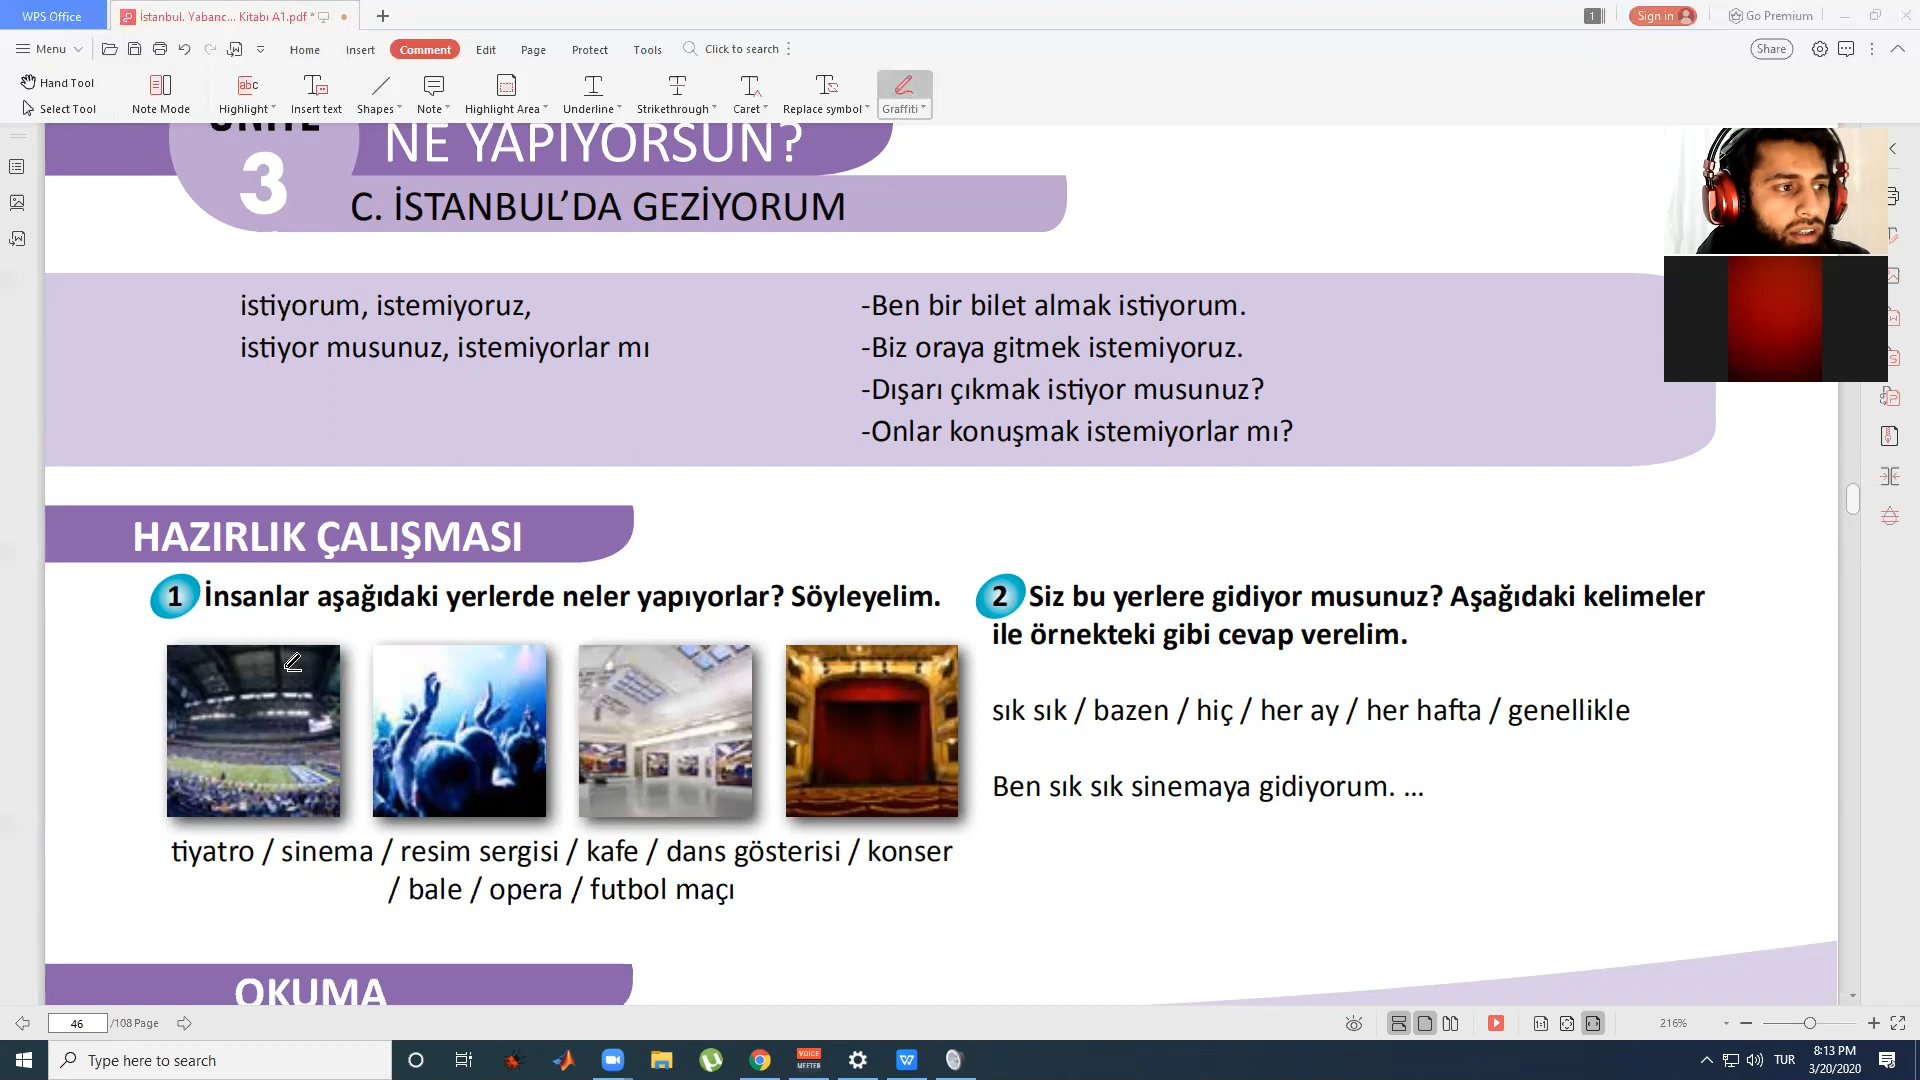 WPS Office
İstanbul. Yabanc... Kitabı A1.pdf *
1
Sign in
Go Premium
Menu
Home
Insert
Comment
Edit
Page
Protect
Tools
Click to search
Share
Hand Tool
Select Tool
Note Mode
Highlight
Insert text
Shapes
Note
Highlight Area
Underline
Strikethrough
Caret
Replace symbol
Graffiti
ÜNİTE
3
NE YAPIYORSUN?
C. İSTANBUL'DA GEZİYORUM
istiyorum, istemiyoruz,
istiyor musunuz, istemiyorlar mı
-Ben bir bilet almak istiyorum.
-Biz oraya gitmek istemiyoruz.
-Dışarı çıkmak istiyor musunuz?
-Onlar konuşmak istemiyorlar mı?
HAZIRLIK ÇALIŞMASI
1 İnsanlar aşağıdaki yerlerde neler yapıyorlar? Söyleyelim.
tiyatro / sinema / resim sergisi / kafe / dans gösterisi / konser
/ bale / opera / futbol maçı
2 Siz bu yerlere gidiyor musunuz? Aşağıdaki kelimeler
ile örnekteki gibi cevap verelim.
sık sık / bazen / hiç / her ay / her hafta / genellikle
Ben sık sık sinemaya gidiyorum. ...
OKUMA
46 /108 Page
216%
Type here to search
VOICE
MEETER
TUR
8:13 PM
3/20/2020